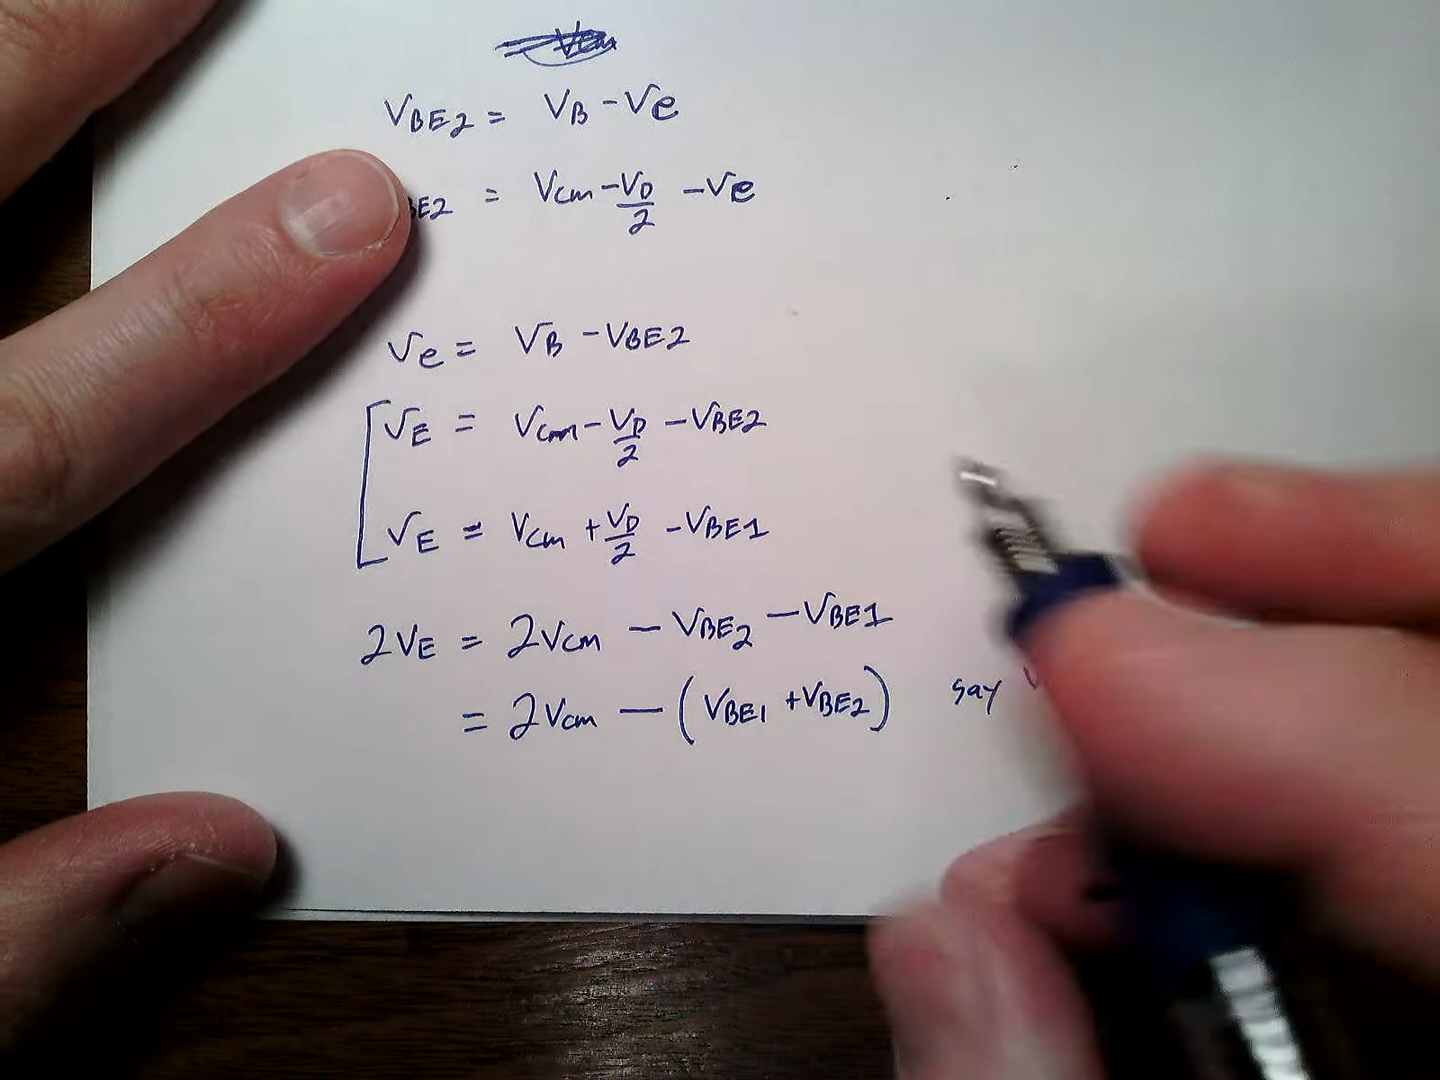 VBE2 = VB - Ve
BE2 = Vcm - VD/2 - Ve
Ve = VB - VBE2
VE = Vcm - VD/2 - VBE2
VE = Vcm + VD/2 - VBE1
2VE = 2Vcm - VBE2 - VBE1
= 2Vcm - (VBE1 + VBE2) say V